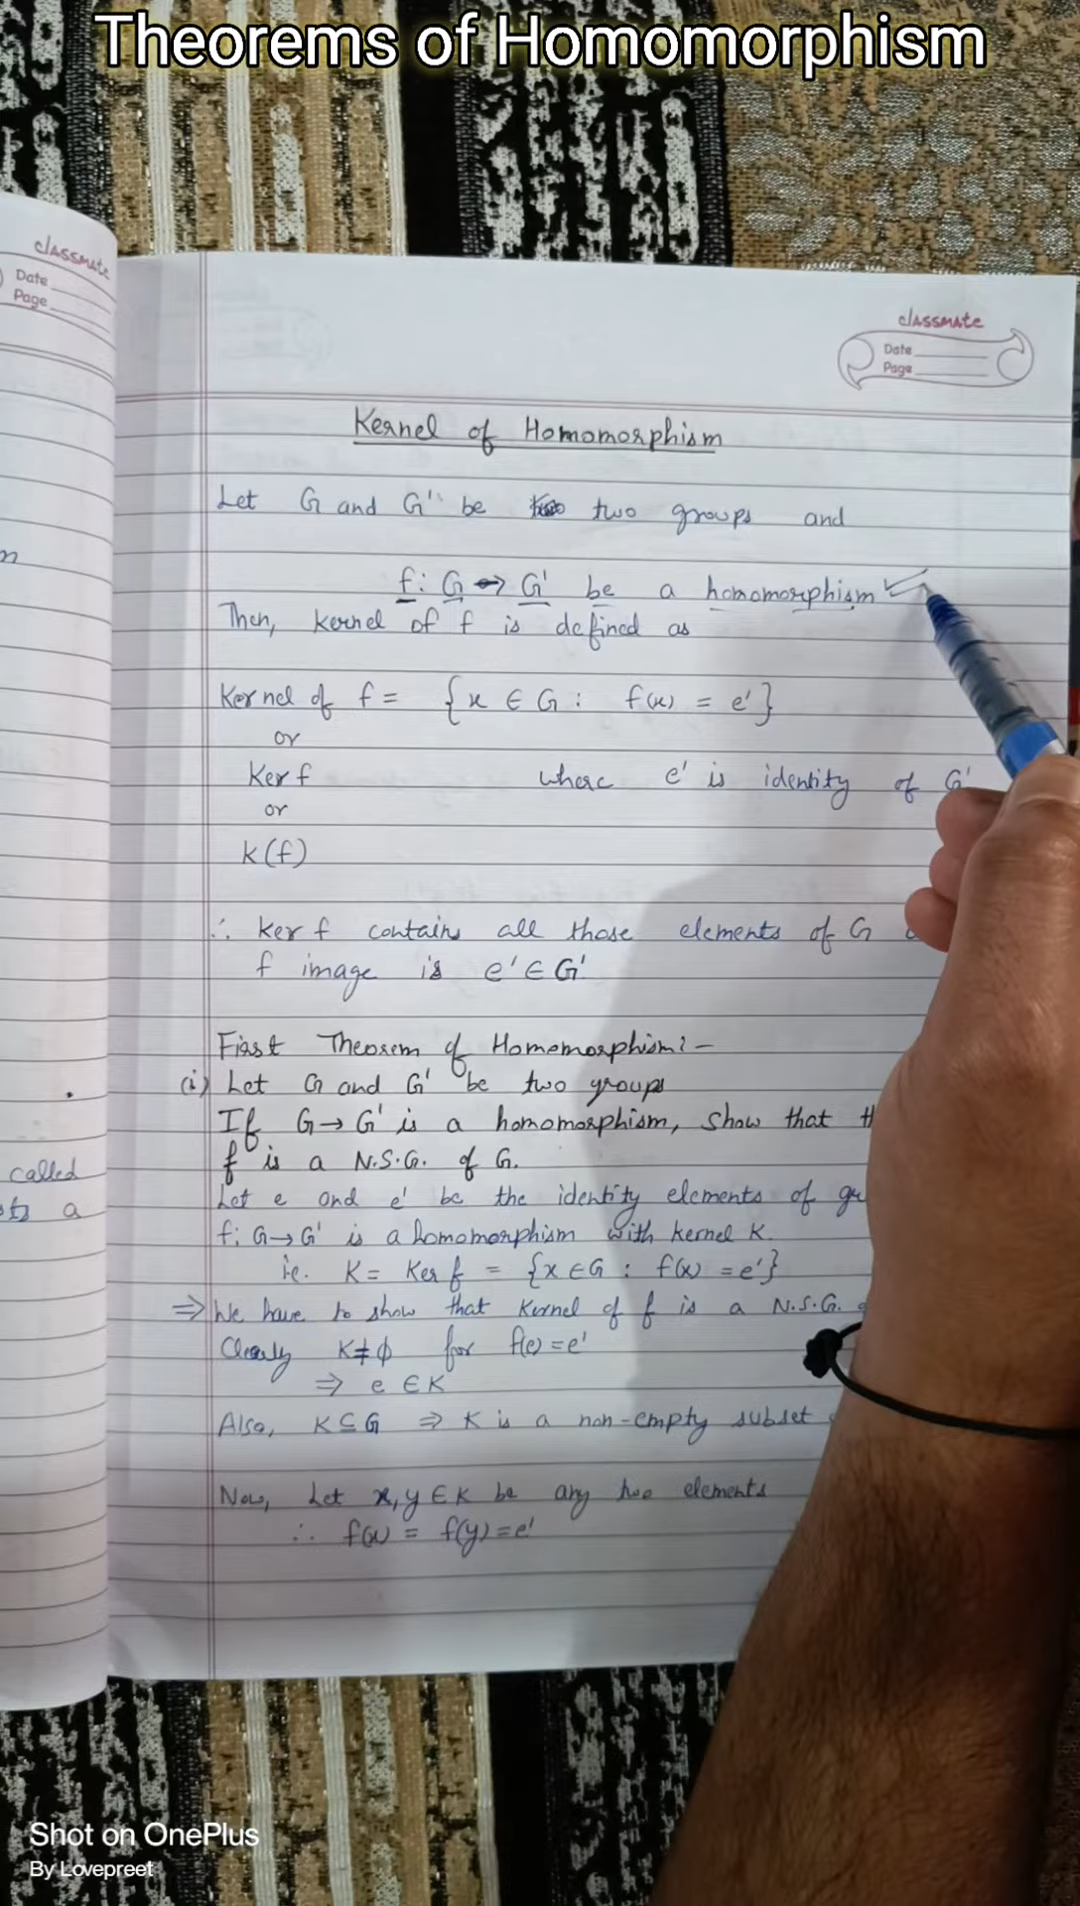 Theorems of Homomorphism
classmate
Date
Page
classmate
Date
Page
Kernel of Homomorphism
Let G and G' be two groups and
f: G → G' be a homomorphism
Then, kernel of f is defined as
Kernel of f = {x ∈ G : f(x) = e'}
or
Ker f where e' is identity of G'
or
K(f)
∴ Ker f contains all those elements of G
f image is e' ∈ G'
First Theorem of Homomorphism:-
(i) Let G and G' be two groups
If G → G' is a homomorphism, show that
f is a N.S.G. of G.
Let e and e' be the identity elements of
f: G → G' is a homomorphism with kernel K.
ie. K = Ker f = {x ∈ G : f(x) = e'}
⇒ We have to show that Kernel of f is a N.S.G.
Clearly K ≠ ϕ for f(e) = e'
⇒ e ∈ K
Also, K ⊆ G ⇒ K is a non-empty subset
Now, Let x, y ∈ K be any two elements
∴ f(x) = f(y) = e'
called
a
Shot on OnePlus
By Lovepreet